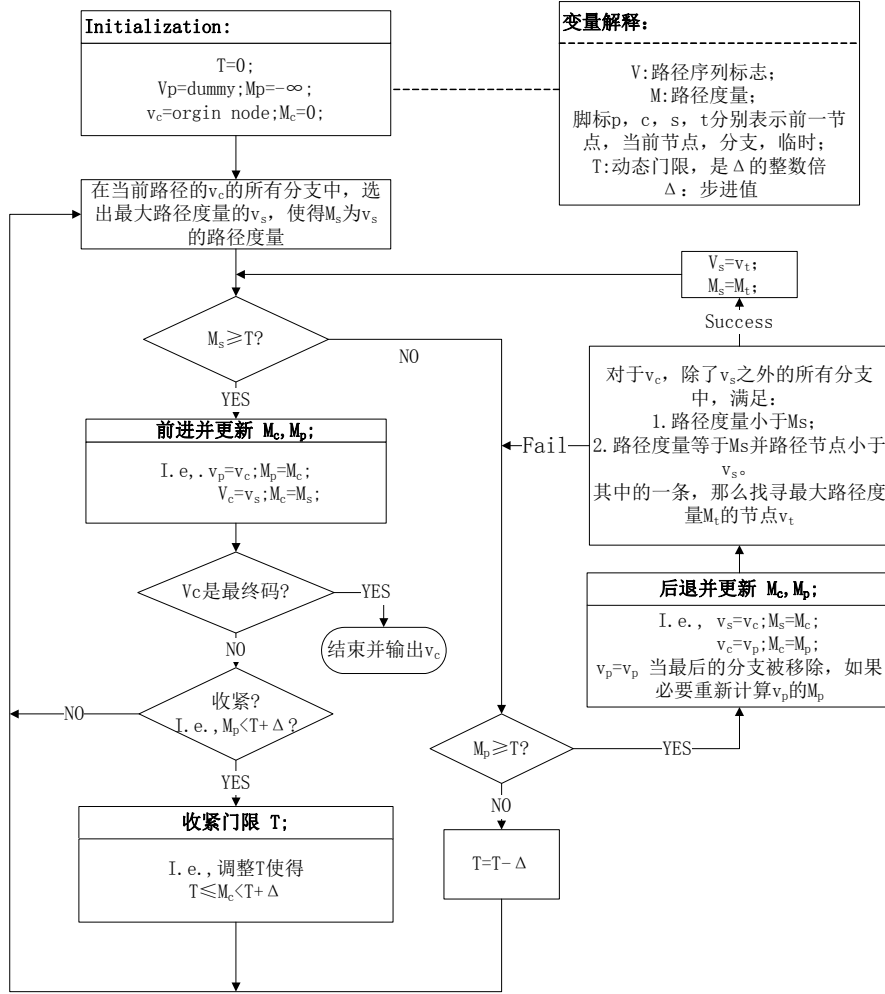 Initialization:
T=0;
Vp=dummy;Mp=-∞;
vc=orgin node;Mc=0;
变量解释:
V:路径序列标志;
M:路径度量;
脚标p, c, s, t分别表示前一节
点,当前节点,分支,临时;
T:动态门限,是Δ的整数倍
Δ: 步进值
在当前路径的vc的所有分支中,选
出最大路径度量的vs,使得Ms为vs
的路径度量
Vs=vt;
Ms=Mt;
Success
Ms≥T?
NO
YES
对于vc,除了vs之外的所有分支
中,满足:
1.路径度量小于Ms;
2.路径度量等于Ms并路径节点小于
vs。
其中的一条,那么找寻最大路径度
量Mt的节点vt
Fail
前进并更新 Mc,Mp;
I.e,.vp=vc;Mp=Mc;
Vc=vs;Mc=Ms;
Vc是最终码?
YES
NO
结束并输出vc
后退并更新 Mc,Mp;
I.e., vs=vc;Ms=Mc;
vc=vp;Mc=Mp;
vp=vp 当最后的分支被移除,如果
必要重新计算vp的Mp
收紧?
I.e.,Mp<T+Δ?
NO
YES
Mp≥T?
YES
NO
收紧门限 T;
I.e.,调整T使得
T≤Mc<T+Δ
T=T-Δ